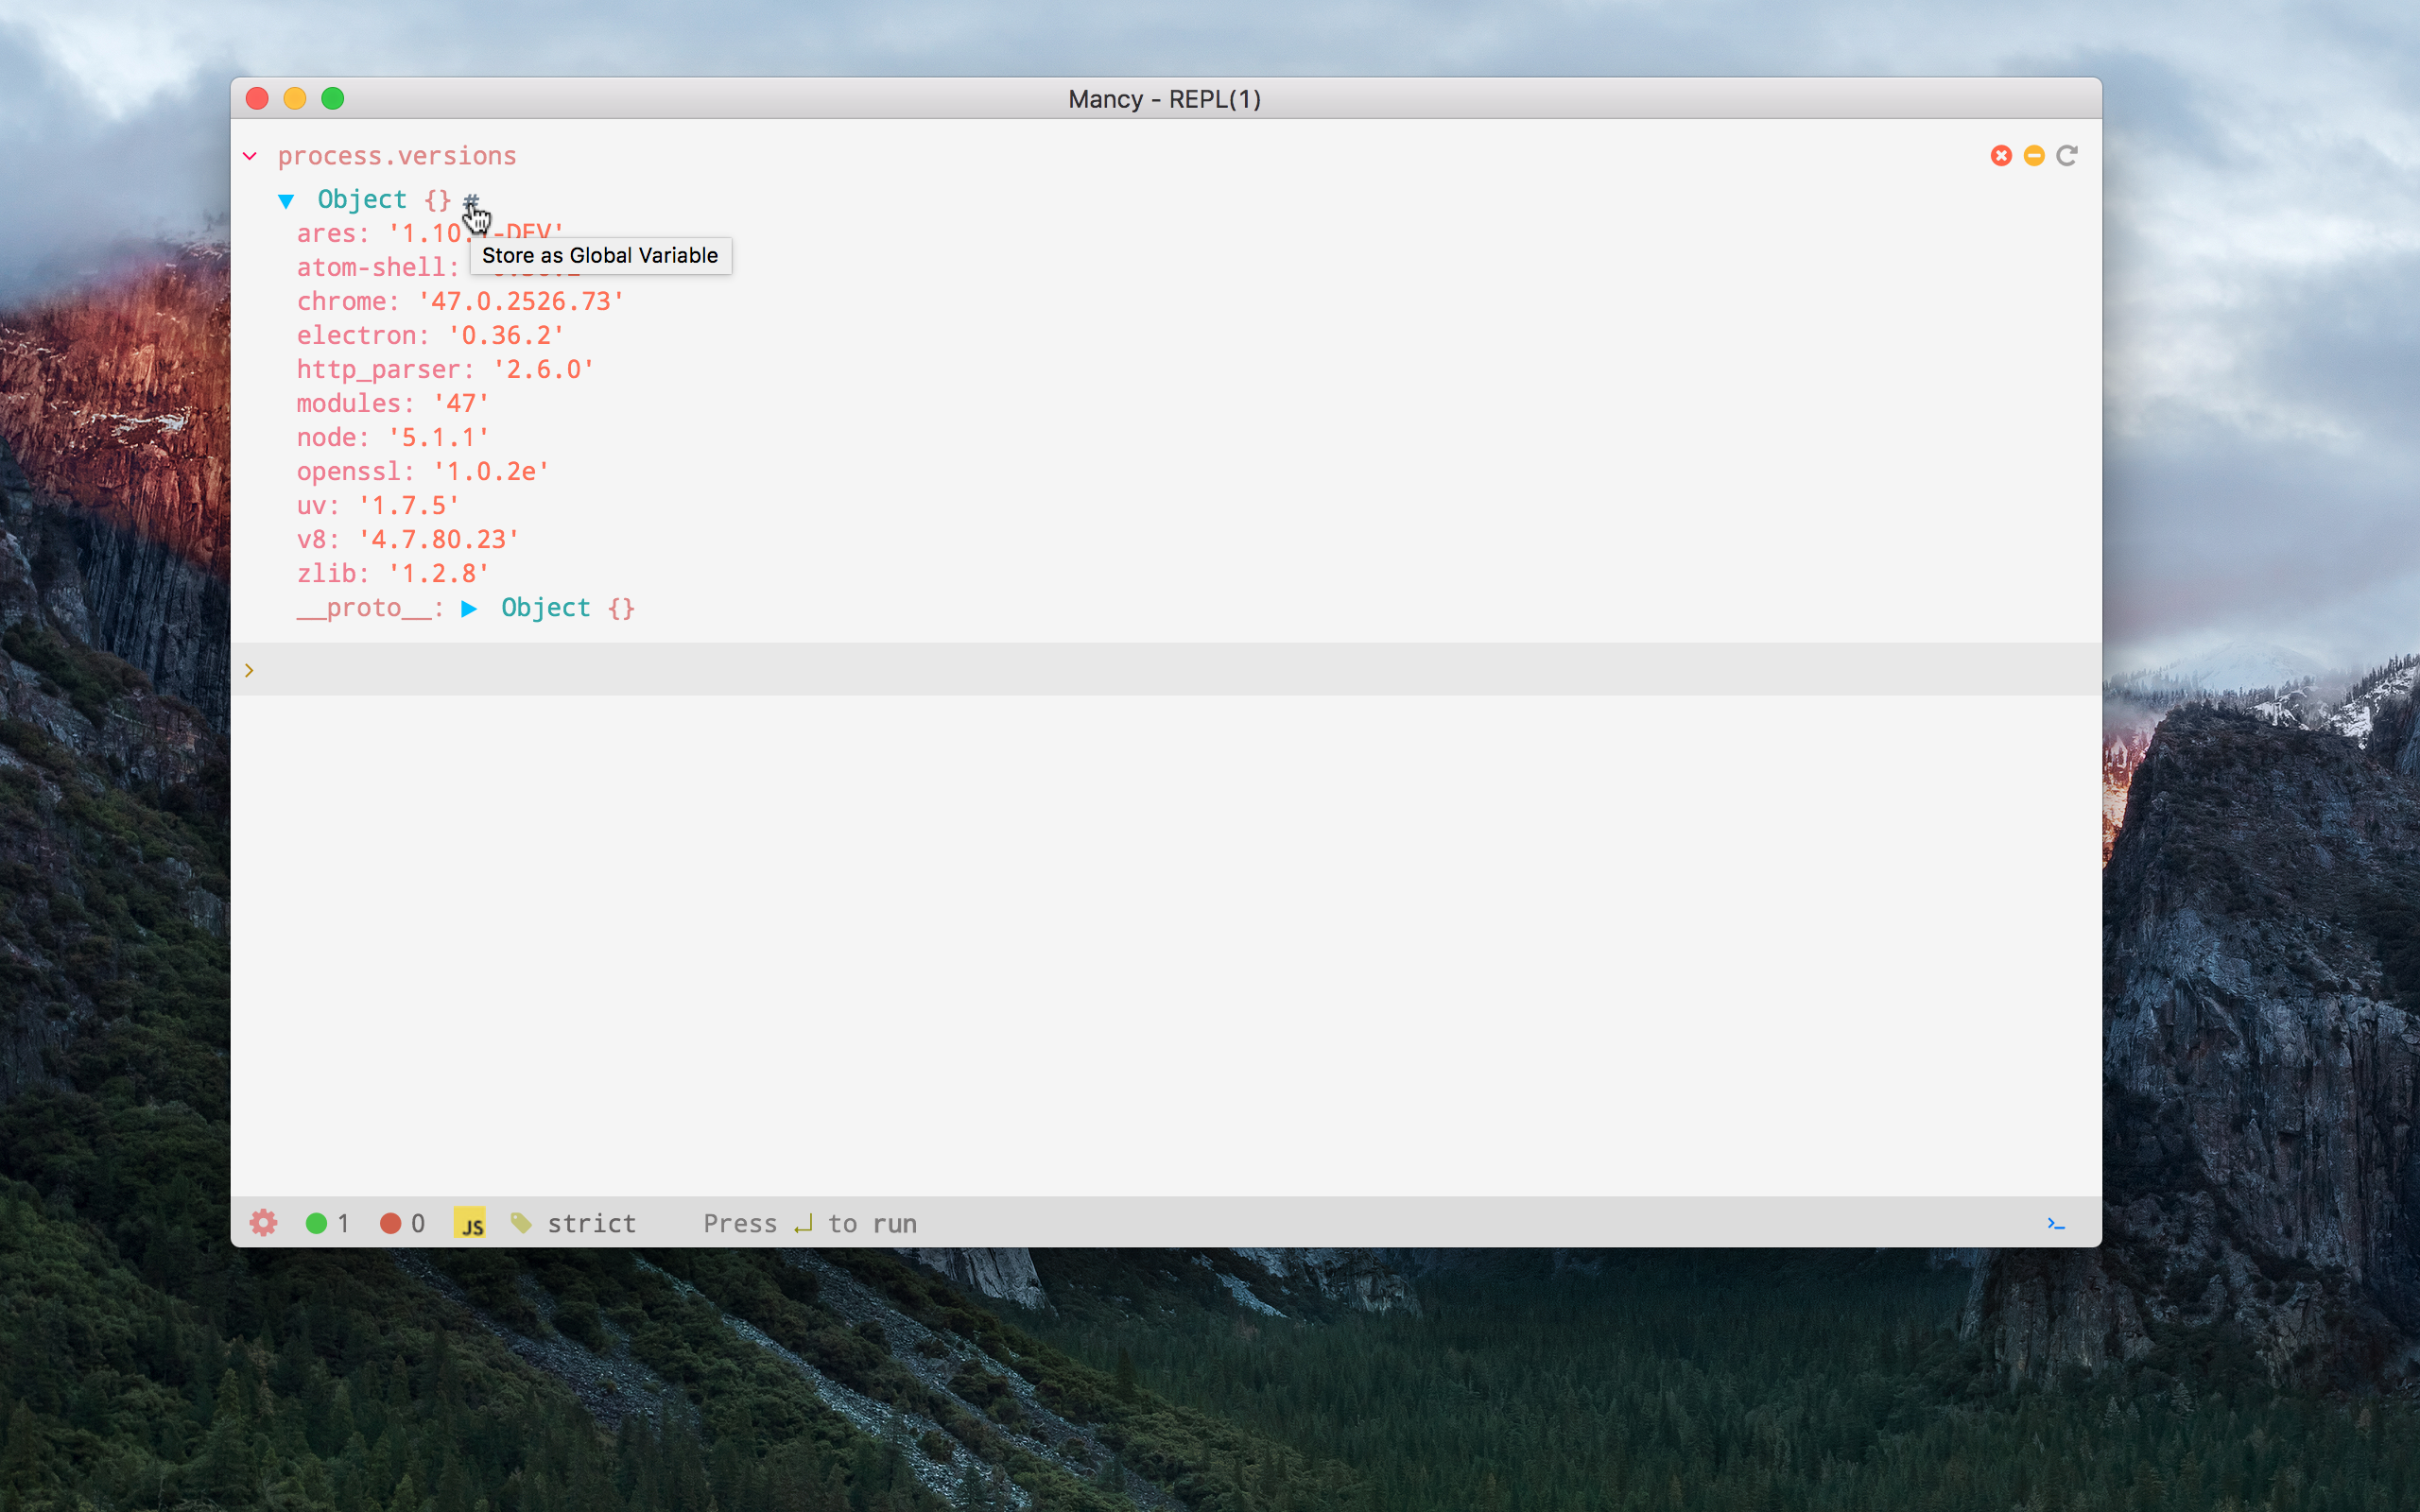 Mancy - REPL(1)
process.versions
Object {} #
ares: '1.10. -DEV'
Store as Global Variable
atom-shell:
chrome: '47.0.2526.73'
electron: '0.36.2'
http_parser: '2.6.0'
modules: '47'
node: '5.1.1'
openssl: '1.0.2e'
uv: '1.7.5'
v8: '4.7.80.23'
zlib: '1.2.8'
__proto__: ▶ Object {}
>
1 0 JS strict Press ↵ to run >_